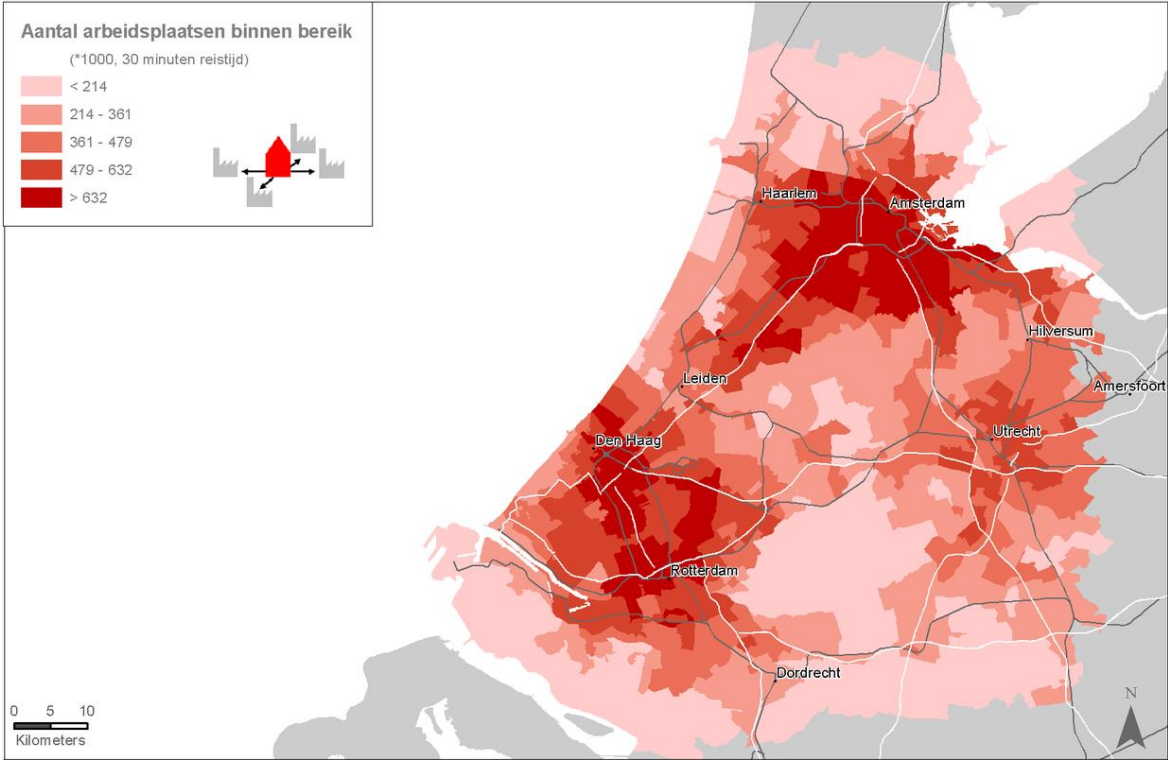 Aantal arbeidsplaatsen binnen bereik
(*1000, 30 minuten reistijd)
< 214
214 - 361
361 - 479
479 - 632
> 632
Haarlem
Amsterdam
Hilversum
Leiden
Amersfoort
Den Haag
Utrecht
Rotterdam
Dordrecht
0 5 10
Kilometers
N